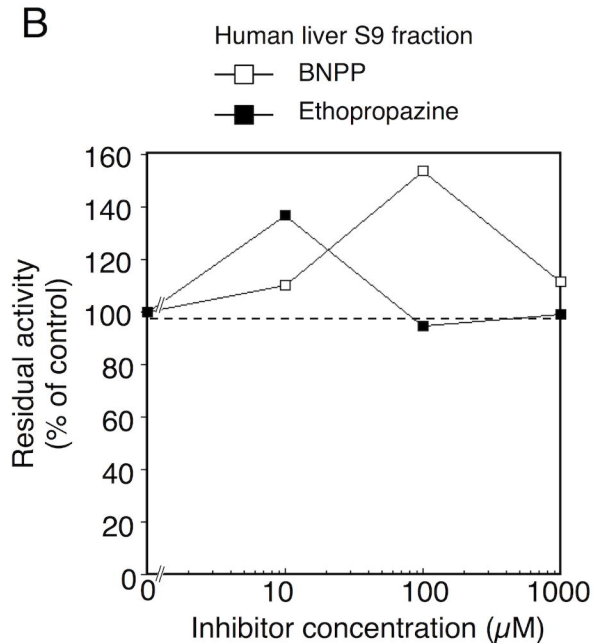 B
Human liver S9 fraction
BNPP
Ethopropazine
160
140
120
100
80
60
40
20
0
Residual activity
(% of control)
0 10 100 1000
Inhibitor concentration (µM)